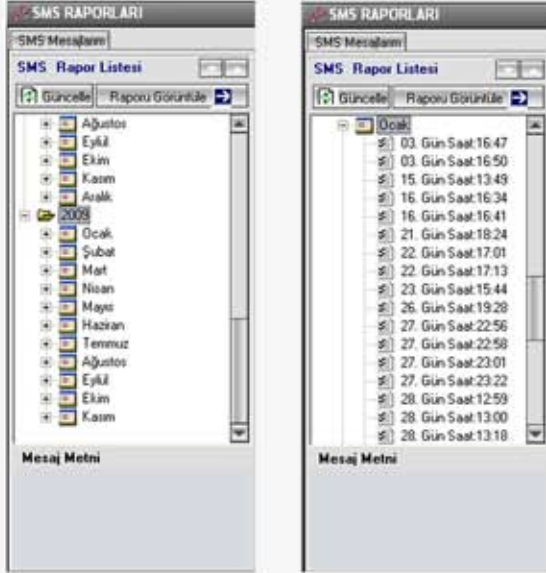 SMS RAPORLARI
SMS Mesajlarım
SMS Rapor Listesi
Güncelle Raporu Görüntüle
Ağustos
Eylül
Ekim
Kasım
Aralık
2009
Ocak
Şubat
Mart
Nisan
Mayıs
Haziran
Temmuz
Ağustos
Eylül
Ekim
Kasım
Mesaj Metni
SMS RAPORLARI
SMS Mesajlarım
SMS Rapor Listesi
Güncelle Raporu Görüntüle
Ocak
03. Gün Saat:16:47
03. Gün Saat:16:50
15. Gün Saat:13:49
16. Gün Saat:16:34
16. Gün Saat:16:41
21. Gün Saat:18:24
22. Gün Saat:17:01
22. Gün Saat:17:13
23. Gün Saat:15:44
26. Gün Saat:19:28
27. Gün Saat:22:56
27. Gün Saat:22:58
27. Gün Saat:23:01
27. Gün Saat:23:22
28. Gün Saat:12:59
28. Gün Saat:13:00
28. Gün Saat:13:18
Mesaj Metni